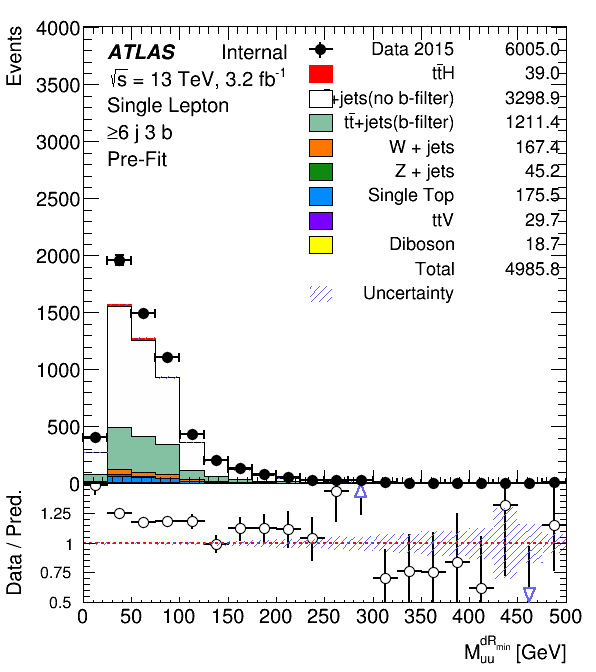 Events
4000
3500
3000
2500
2000
1500
1000
500
0
ATLAS Internal
√s = 13 TeV, 3.2 fb⁻¹
Single Lepton
≥6 j 3 b
Pre-Fit
Data 2015 6005.0
tt̄H 39.0
+jets(no b-filter) 3298.9
tt̄+jets(b-filter) 1211.4
W + jets 167.4
Z + jets 45.2
Single Top 175.5
ttV 29.7
Diboson 18.7
Total 4985.8
Uncertainty
Data / Pred.
1.25
1
0.75
0.5
0 50 100 150 200 250 300 350 400 450 500
M_uu^dRmin [GeV]